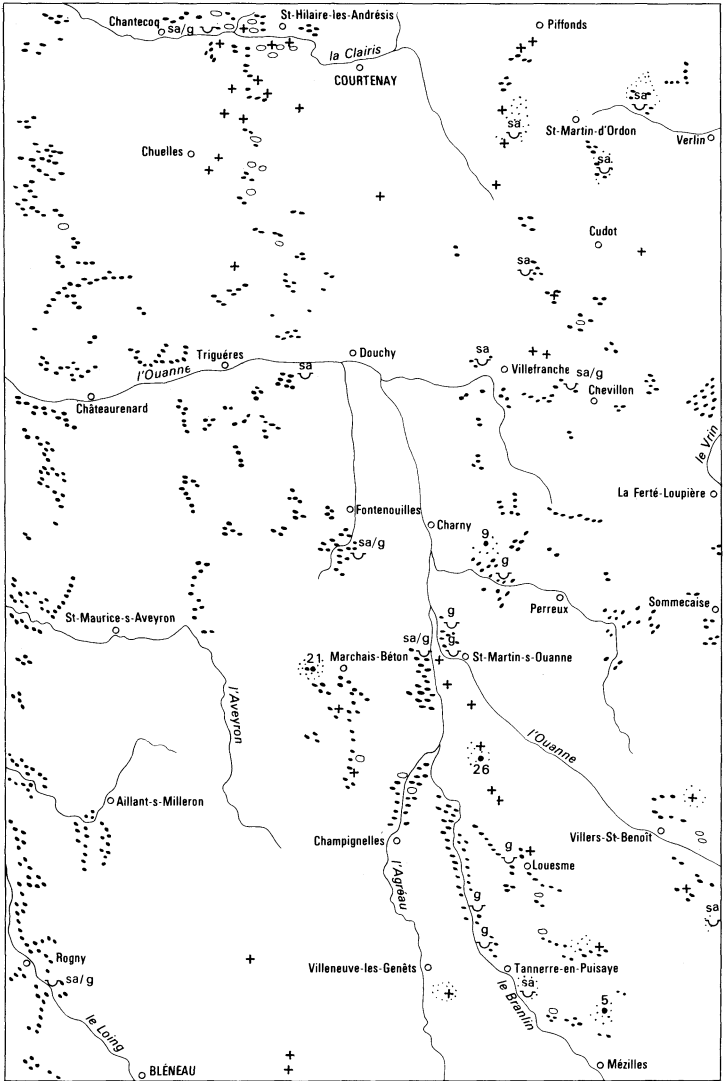 St-Hilaire-les-Andrésis
Chantecoq
sa/g
Piffonds
la Clairis
COURTENAY
sa
sa
St-Martin-d'Ordon
Verlin
Chuelles
sa
Cudot
sa
Triguéres
Douchy
l'Ouanne
sa
sa
Villefranche
sa/g
Chevillon
Châteaurenard
le Vrin
La Ferté-Loupière
Fontenouilles
Charny
sa/g
9.
g
Perreux
Sommecaise
St-Maurice-s-Aveyron
g
sa/g
g
St-Martin-s-Ouanne
21.
Marchais-Béton
l'Aveyron
l'Ouanne
26
Aillant-s-Milleron
Champignelles
Villers-St-Benoît
g
Louesme
l'Agréau
g
sa
g
Rogny
Villeneuve-les-Genêts
Tannerre-en-Puisaye
sa/g
sa
le Branlin
5.
le Loing
BLÉNEAU
Mézilles